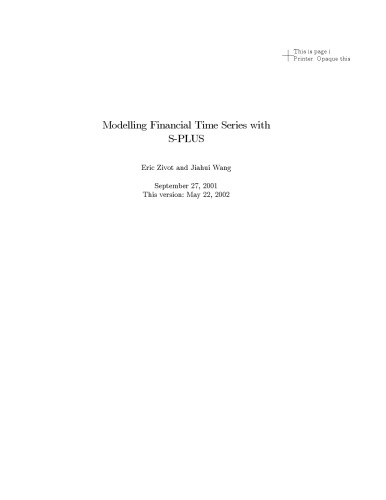 This is page i
Printer: Opaque this
Modelling Financial Time Series with
S-PLUS
Eric Zivot and Jiahui Wang
September 27, 2001
This version: May 22, 2002